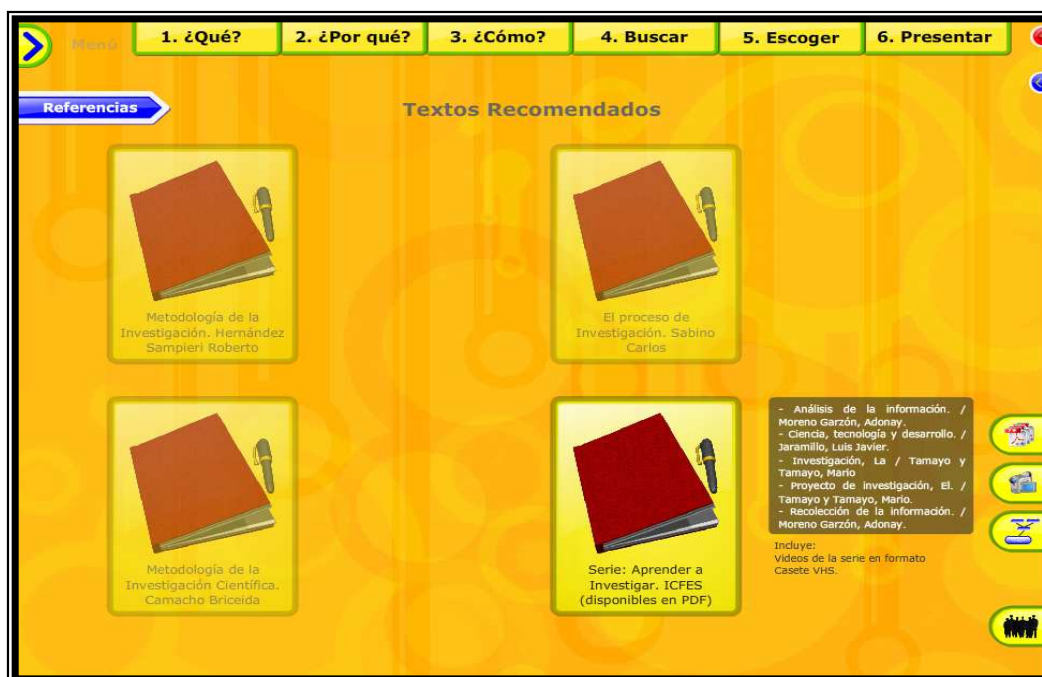 Menú
1. ¿Qué?
2. ¿Por qué?
3. ¿Cómo?
4. Buscar
5. Escoger
6. Presentar
Referencias
Textos Recomendados
Metodología de la
Investigación. Hernández
Sampieri Roberto
El proceso de
Investigación. Sabino
Carlos
Metodología de la
Investigación Científica.
Camacho Briceida
Serie: Aprender a
Investigar. ICFES
(disponibles en PDF)
- Análisis de la información. /
Moreno Garzón, Adonay.
- Ciencia, tecnología y desarrollo. /
Jaramillo, Luis Javier.
- Investigación, La / Tamayo y
Tamayo, Mario
- Proyecto de investigación, El. /
Tamayo y Tamayo, Mario.
- Recolección de la información. /
Moreno Garzón, Adonay.
Incluye:
Videos de la serie en formato
Casete VHS.